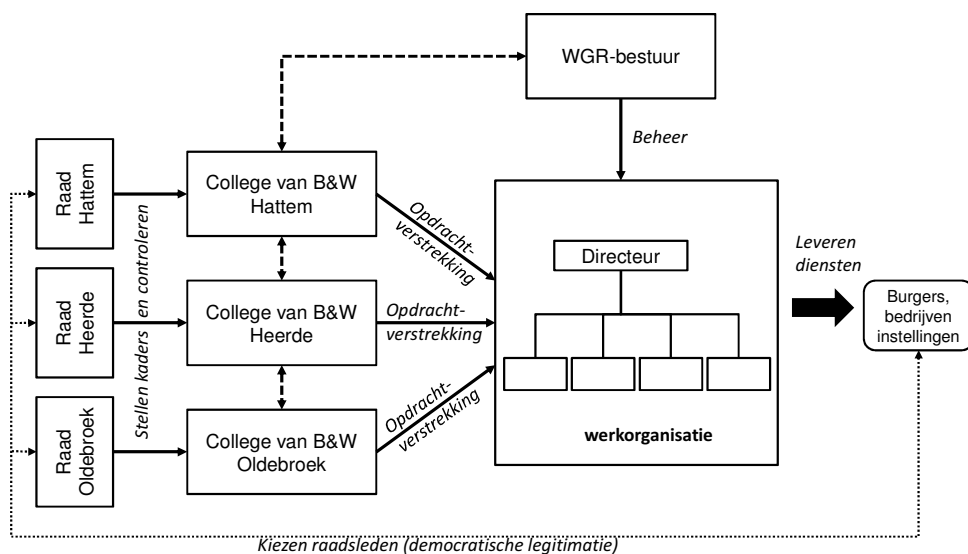 WGR-bestuur
Beheer
Raad
Hattem
College van B&W
Hattem
Opdracht-
verstrekking
Stellen kaders en controleren
Raad
Heerde
College van B&W
Heerde
Opdracht-
verstrekking
Raad
Oldebroek
College van B&W
Oldebroek
Opdracht-
verstrekking
Directeur
werkorganisatie
Leveren
diensten
Burgers,
bedrijven
instellingen
Kiezen raadsleden (democratische legitimatie)